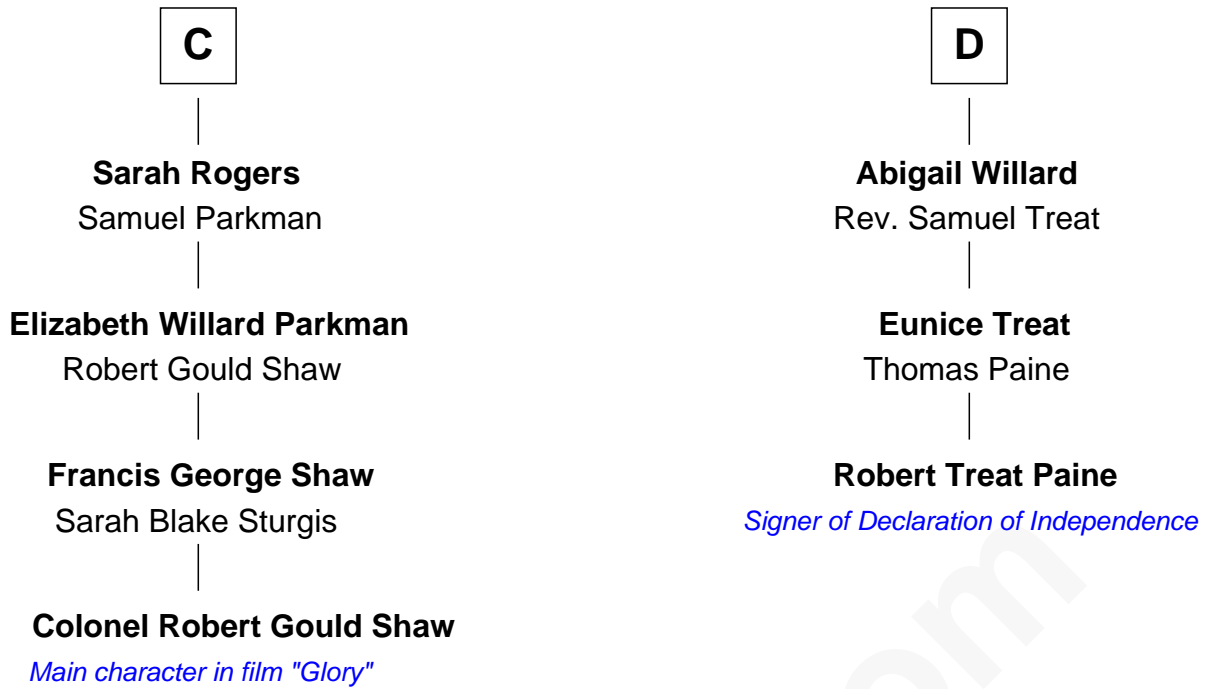 C
Sarah Rogers
Samuel Parkman
Elizabeth Willard Parkman
Robert Gould Shaw
Francis George Shaw
Sarah Blake Sturgis
Colonel Robert Gould Shaw
Main character in film "Glory"
D
Abigail Willard
Rev. Samuel Treat
Eunice Treat
Thomas Paine
Robert Treat Paine
Signer of Declaration of Independence
om